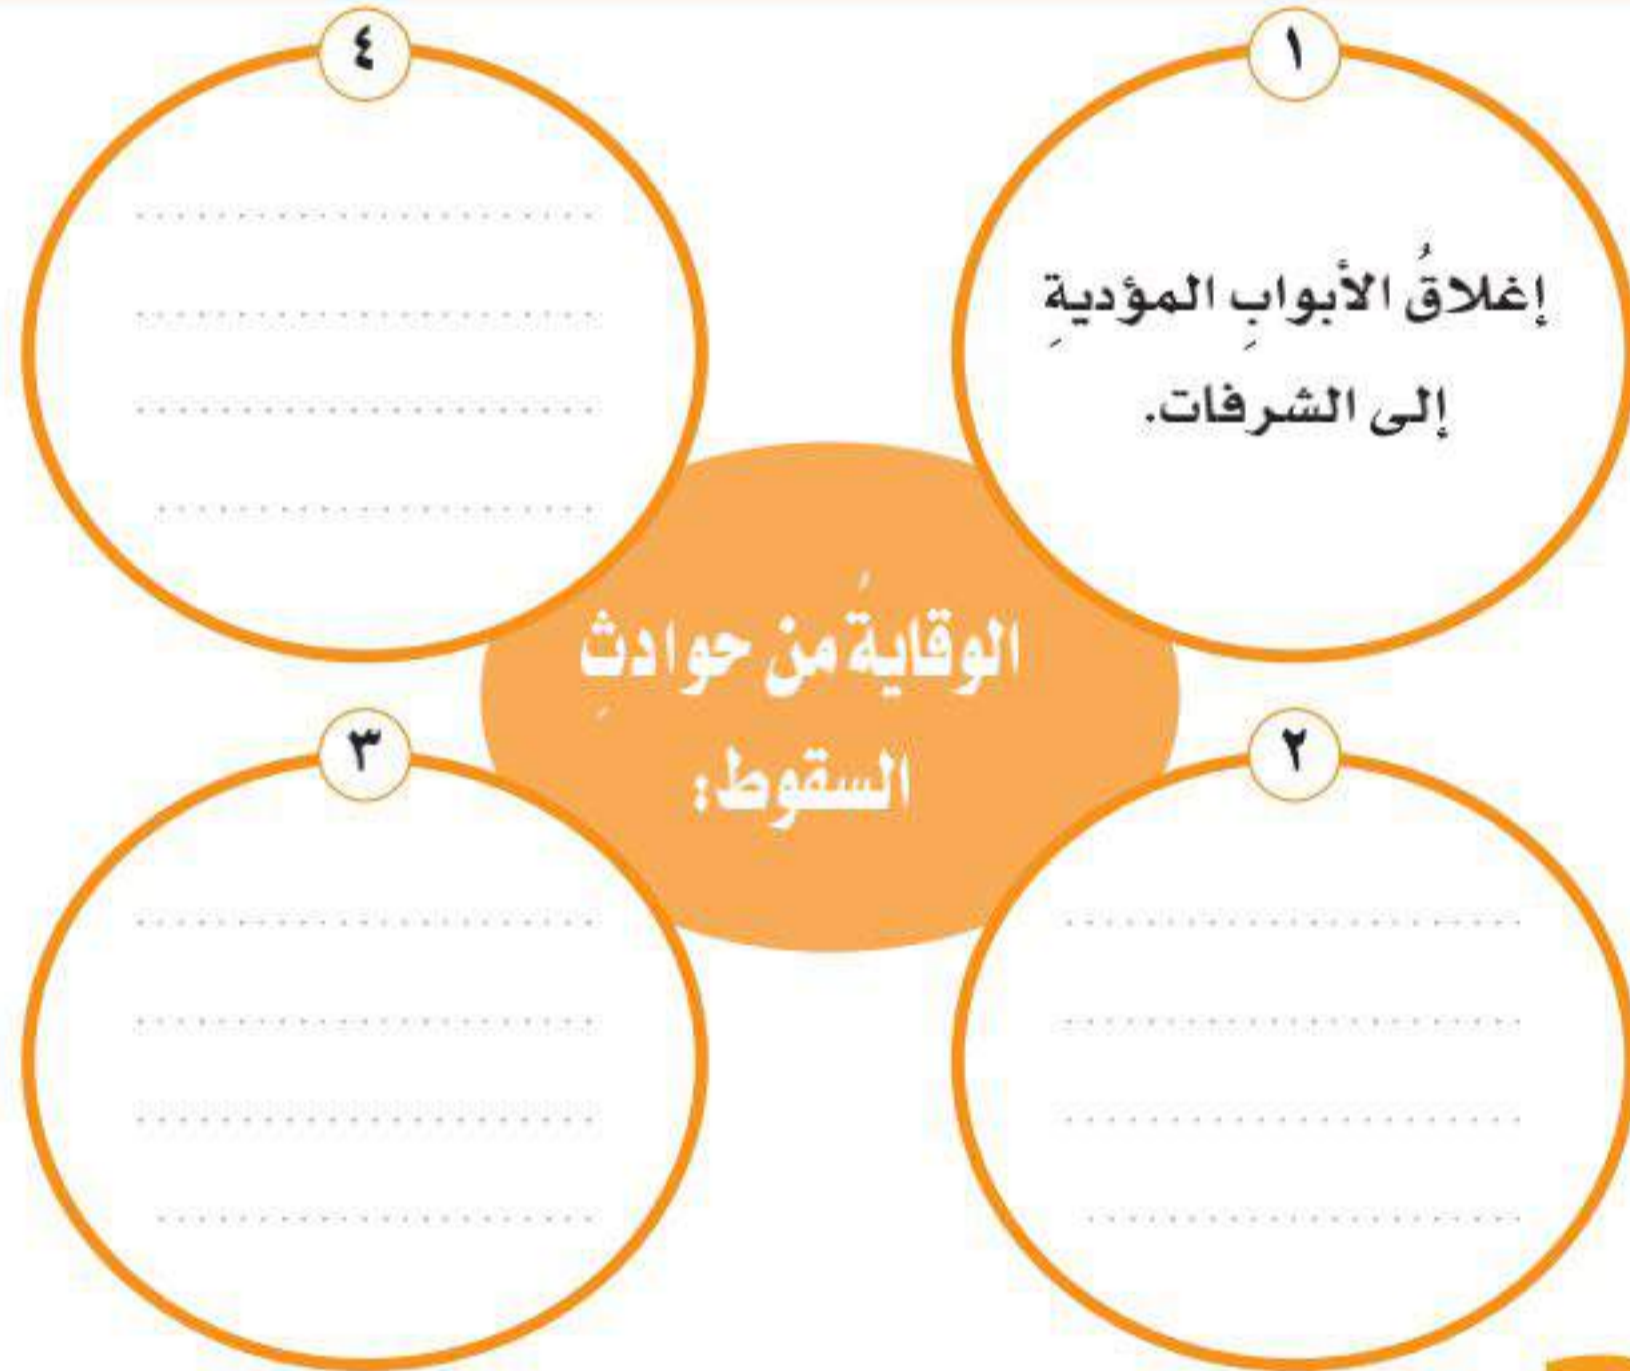 ١
إغلاقُ الأبوابِ المؤديةِ
إلى الشرفات.
٤
الوقايةُ من حوادثِ
السقوط:
٢
٣